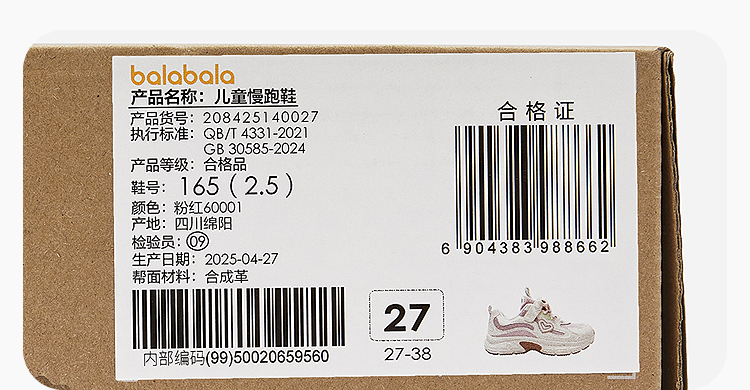 balabala
产品名称：儿童慢跑鞋
产品货号：208425140027
执行标准：QB/T 4331-2021
GB 30585-2024
产品等级：合格品
鞋号：165（2.5）
颜色：粉红60001
产地：四川绵阳
检验员：09
生产日期：2025-04-27
帮面材料：合成革
内部编码(99)50020659560
合格证
6 904383 988662
27
27-38